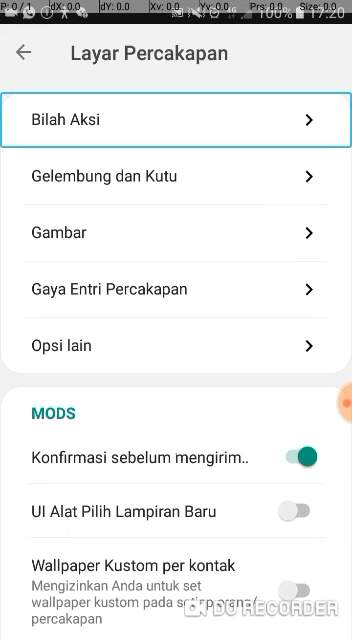 P: 0 / 1 dX: 0.0 dY: 0.0 Xv: 0.0 Yv: 0.0 Prs: 0.0 Size: 0.0
100% 17.20
Layar Percakapan
Bilah Aksi
Gelembung dan Kutu
Gambar
Gaya Entri Percakapan
Opsi lain
MODS
Konfirmasi sebelum mengirim..
UI Alat Pilih Lampiran Baru
Wallpaper Kustom per kontak
Mengizinkan Anda untuk set
wallpaper kustom pada setiap orang/
percakapan
DU RECORDER